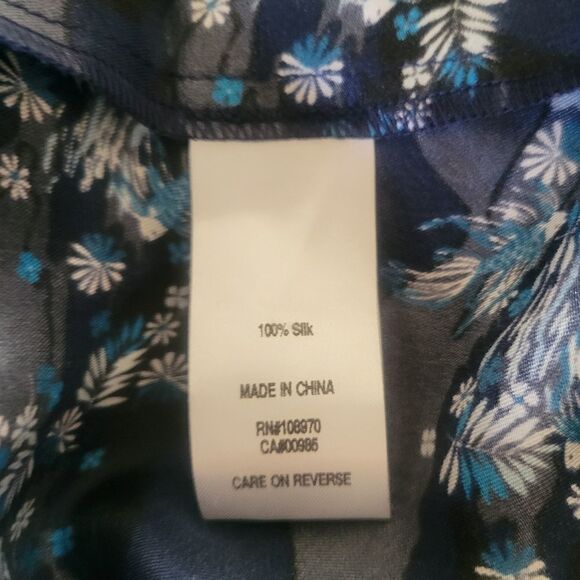 100% Silk
MADE IN CHINA
RN#108970
CA#00985
CARE ON REVERSE